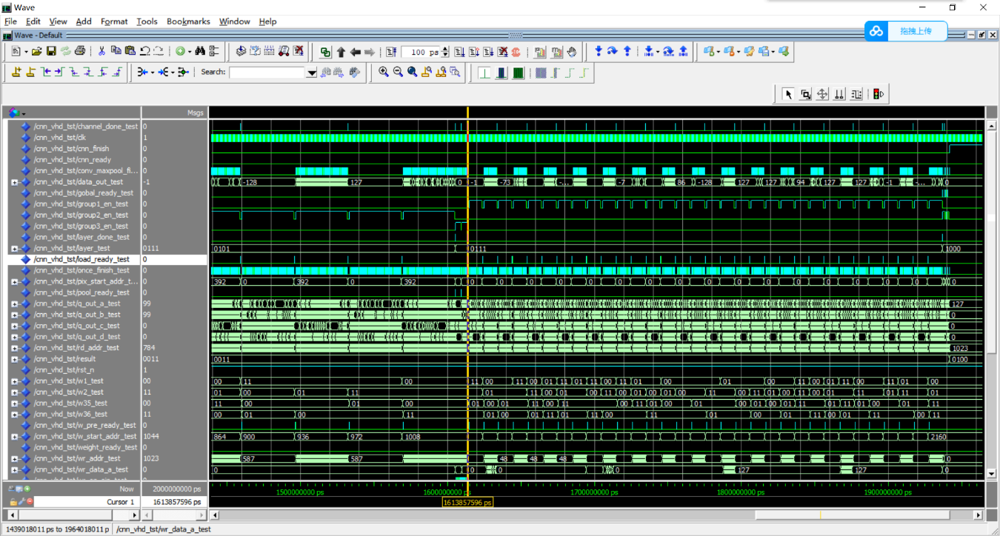 Wave
File Edit View Add Format Tools Bookmarks Window Help
Wave - Default
拖拽上传
100 ps
Search:
Msgs
/cnn_vhd_tst/channel_done_test 0
/cnn_vhd_tst/clk 1
/cnn_vhd_tst/cnn_finish 0
/cnn_vhd_tst/cnn_ready 0
/cnn_vhd_tst/conv_maxpool_fi... 0
/cnn_vhd_tst/data_out_test -1 -128 127 0 -1 -73 -... -7 86 -128 127 127 94 127 127 -1 -... 0
/cnn_vhd_tst/gobal_ready_test 0
/cnn_vhd_tst/group1_en_test 0
/cnn_vhd_tst/group2_en_test 0
/cnn_vhd_tst/group3_en_test 0
/cnn_vhd_tst/layer_done_test 0
/cnn_vhd_tst/layer_test 0111 0101 0111 1000
/cnn_vhd_tst/load_ready_test 0
/cnn_vhd_tst/once_finish_test 0
/cnn_vhd_tst/pix_start_addr_t... 0 392 0 392 0 392 0 0 0 0 0 0 0 0 0 0 0 0 0 0 0 0 0
/cnn_vhd_tst/pool_ready_test 0
/cnn_vhd_tst/q_out_a_test 99 127
/cnn_vhd_tst/q_out_b_test 99 0
/cnn_vhd_tst/q_out_c_test 0 0
/cnn_vhd_tst/q_out_d_test 0 0
/cnn_vhd_tst/rd_addr_test 784 1023
/cnn_vhd_tst/result 0011 0011 0100
/cnn_vhd_tst/rst_n 1
/cnn_vhd_tst/w1_test 00 00 11 00 11 00 11 00 01 11 01 11 00 11 01 00 01 00 11 00 01 11 00 11 01 00
/cnn_vhd_tst/w2_test 11 01 00 01 11 01 11 00 11 00 11 00 01 00 01 00 11 00 01 11 00 11 00 01 11 01
/cnn_vhd_tst/w35_test 00 11 00 01 00 01 00 01 11 00 11 00 11 01 00 01 00 01 00 01 11 00 01 00 01 11
/cnn_vhd_tst/w36_test 11 00 01 00 11 01 00 01 11 01 11 00 11 01 00 01 11 01 11 00 11
/cnn_vhd_tst/w_pre_ready_test 0
/cnn_vhd_tst/w_start_addr_test 1044 864 900 936 972 1008 2160
/cnn_vhd_tst/weight_ready_test 0
/cnn_vhd_tst/wr_addr_test 1023 587 587 48 48 48 0
/cnn_vhd_tst/wr_data_a_test 0 0 0 0 0 127 127 0
Now 2000000000 ps
1500000000 ps 1600000000 ps 1700000000 ps 1800000000 ps 1900000000 ps
Cursor 1 1613857596 ps 1613857596 ps
1439018011 ps to 1964018011 p /cnn_vhd_tst/wr_data_a_test